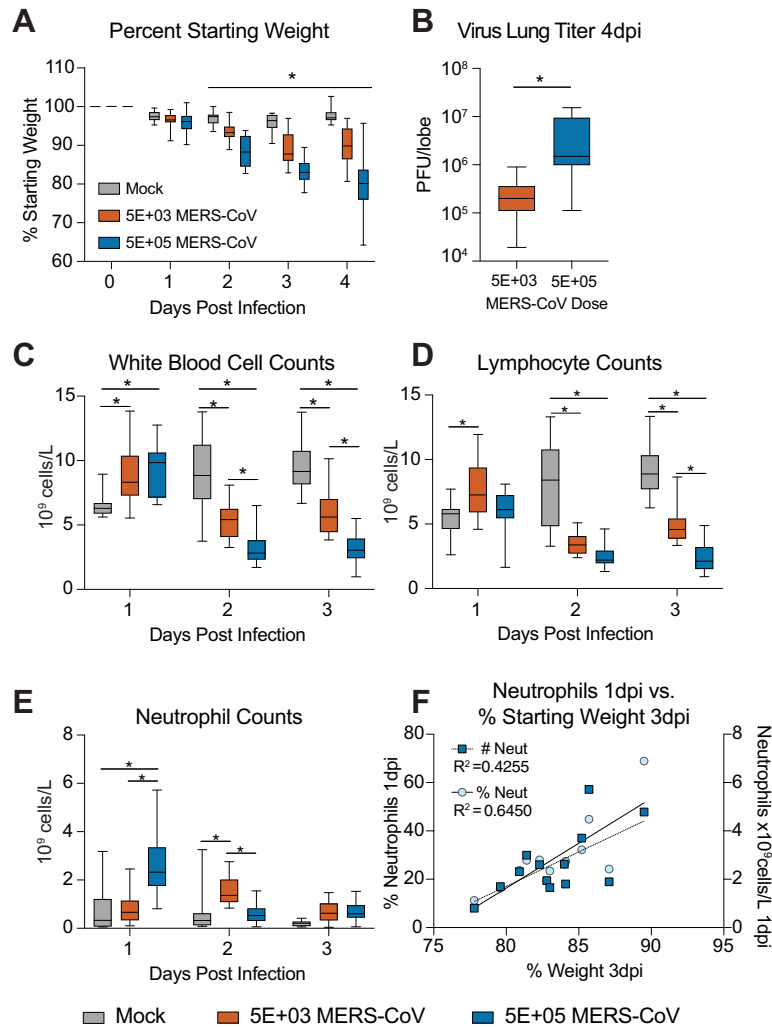 A
Percent Starting Weight
% Starting Weight
110
100
90
80
70
60
*
Mock
5E+03 MERS-CoV
5E+05 MERS-CoV
0 1 2 3 4
Days Post Infection
B
Virus Lung Titer 4dpi
PFU/lobe
10⁸
10⁷
10⁶
10⁵
10⁴
*
5E+03 5E+05
MERS-CoV Dose
C
White Blood Cell Counts
10⁹ cells/L
15
10
5
0
* * *
* * *
* *
1 2 3
Days Post Infection
D
Lymphocyte Counts
10⁹ cells/L
15
10
5
0
* *
* * *
*
1 2 3
Days Post Infection
E
Neutrophil Counts
10⁹ cells/L
8
6
4
2
0
*
*
* *
1 2 3
Days Post Infection
F
Neutrophils 1dpi vs.
% Starting Weight 3dpi
% Neutrophils 1dpi
80
60
40
20
0
# Neut
R²=0.4255
% Neut
R²=0.6450
8
6
4
2
0
Neutrophils x10⁹cells/L 1dpi
75 80 85 90 95
% Weight 3dpi
Mock 5E+03 MERS-CoV 5E+05 MERS-CoV